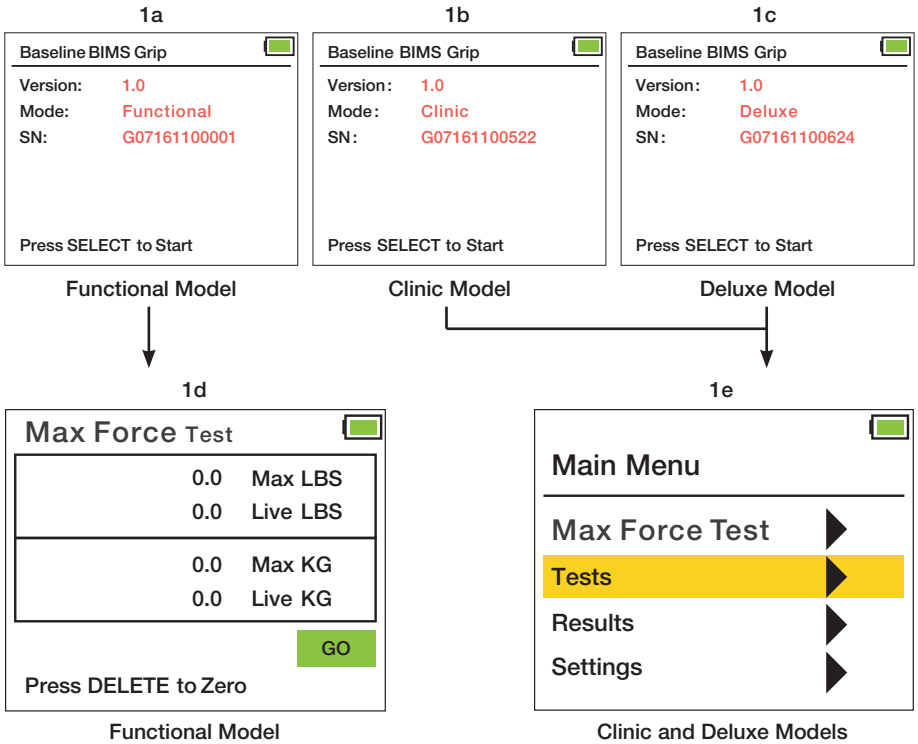 1a
Baseline BIMS Grip
Version: 1.0
Mode: Functional
SN: G07161100001
Press SELECT to Start
Functional Model
1b
Baseline BIMS Grip
Version: 1.0
Mode: Clinic
SN: G07161100522
Press SELECT to Start
Clinic Model
1c
Baseline BIMS Grip
Version: 1.0
Mode: Deluxe
SN: G07161100624
Press SELECT to Start
Deluxe Model
1d
Max Force Test
0.0 Max LBS
0.0 Live LBS
0.0 Max KG
0.0 Live KG
GO
Press DELETE to Zero
Functional Model
1e
Main Menu
Max Force Test
Tests
Results
Settings
Clinic and Deluxe Models